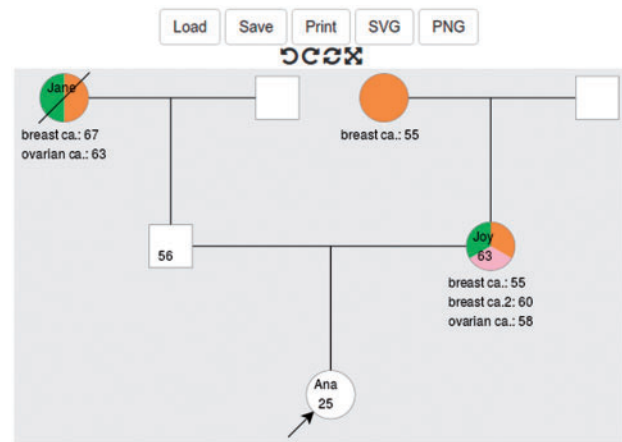 Load Save Print SVG PNG
Jane
breast ca.: 67
ovarian ca.: 63
breast ca.: 55
56
Joy
63
breast ca.: 55
breast ca.2: 60
ovarian ca.: 58
Ana
25